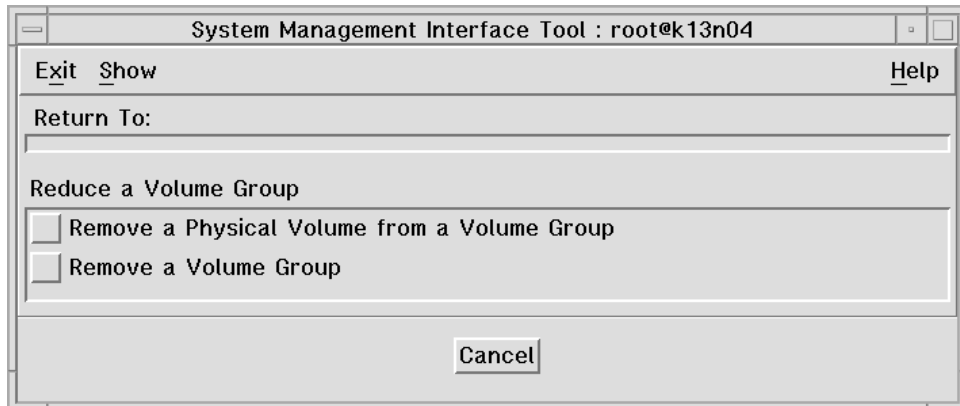 System Management Interface Tool : root@k13n04
Exit Show Help
Return To:
Reduce a Volume Group
Remove a Physical Volume from a Volume Group
Remove a Volume Group
Cancel